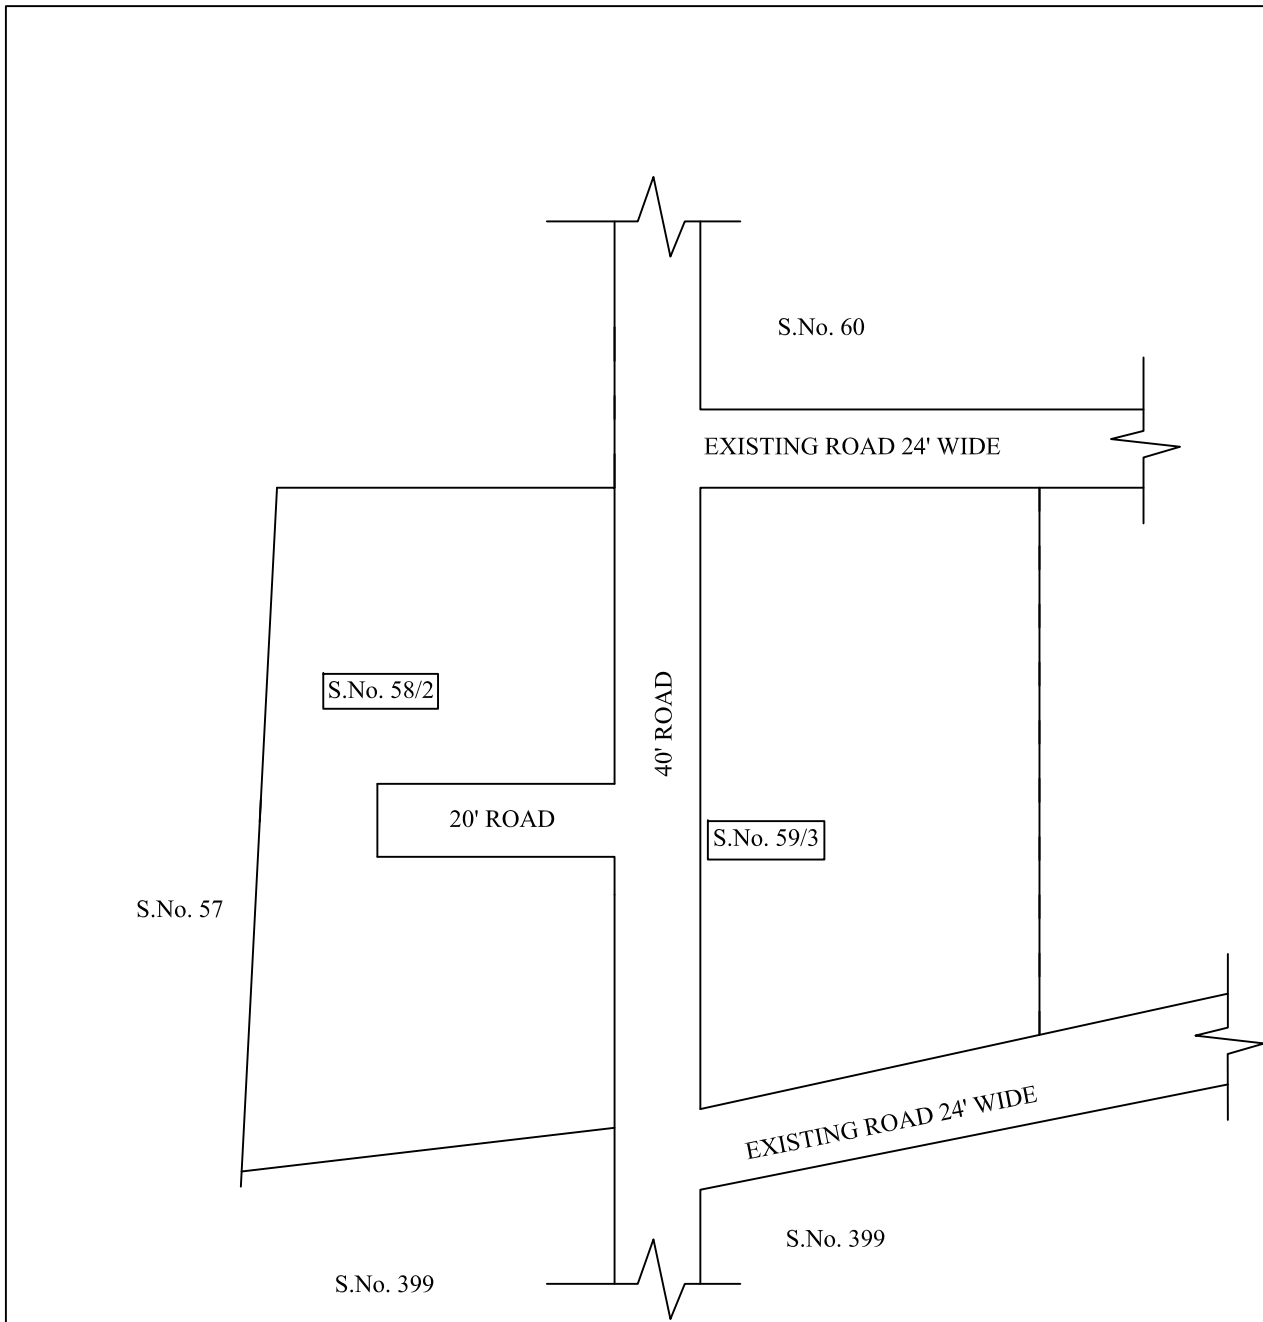 S.No. 60
EXISTING ROAD 24' WIDE
S.No. 58/2
40' ROAD
20' ROAD
S.No. 59/3
S.No. 57
EXISTING ROAD 24' WIDE
S.No. 399
S.No. 399